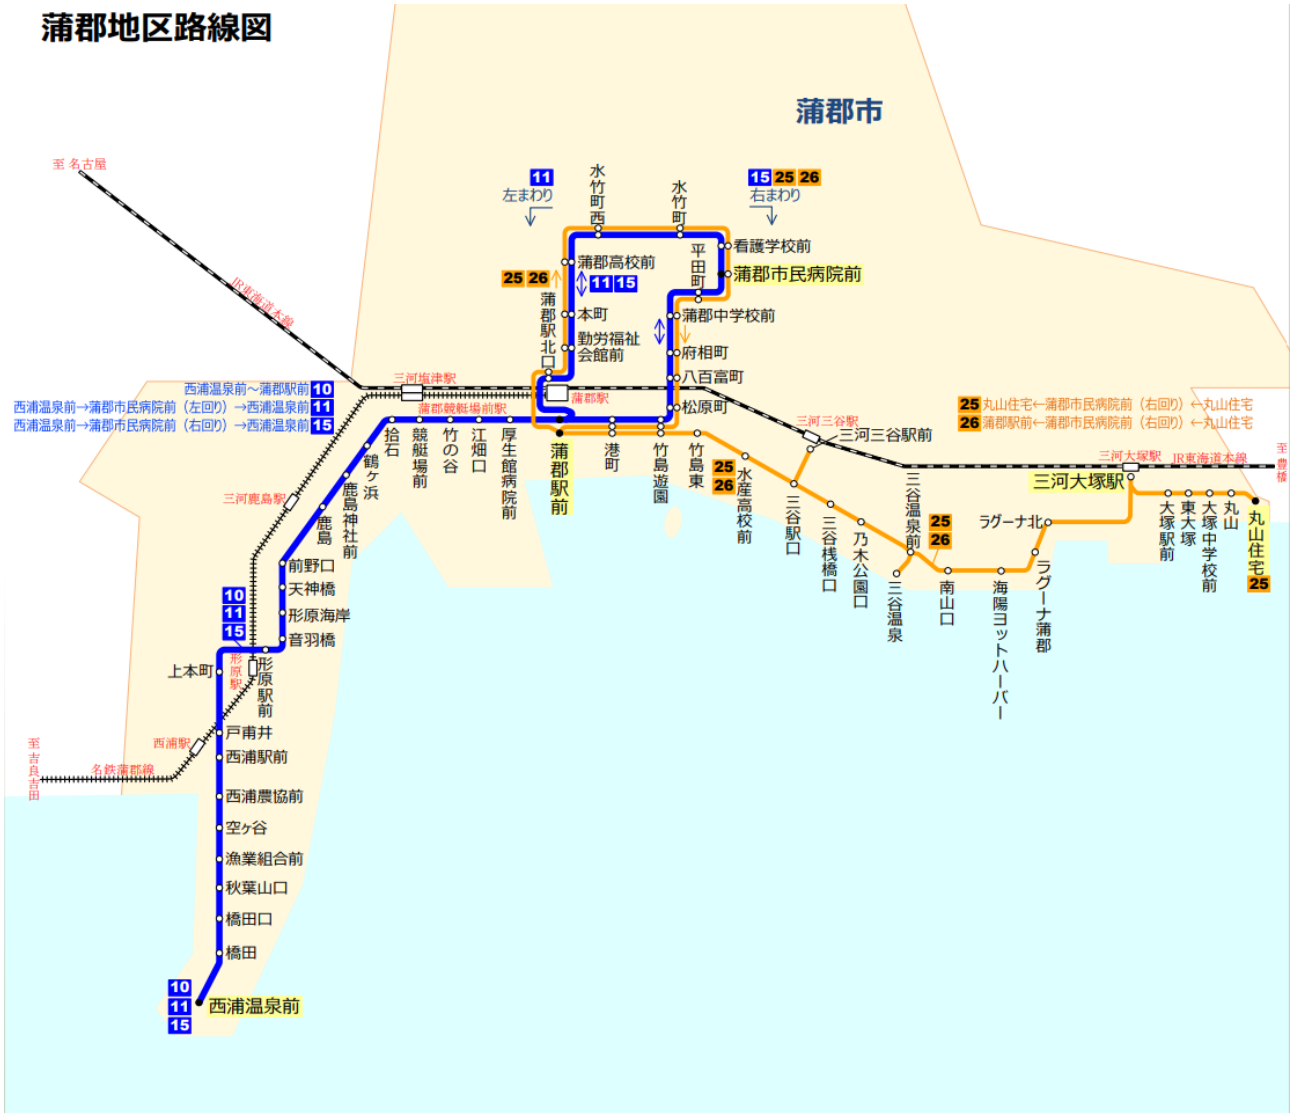 蒲郡地区路線図
蒲郡市
至 名古屋
JR東海道本線
11
左まわり
水竹町西
水竹町
15 25 26
右まわり
看護学校前
平田町
蒲郡市民病院前
蒲郡高校前
25 26
11 15
蒲郡駅北口
本町
蒲郡中学校前
勤労福祉
会館前
府相町
八百富町
松原町
三河塩津駅
蒲郡駅
西浦温泉前~蒲郡駅前 10
西浦温泉前→蒲郡市民病院前(左回り)→西浦温泉前 11
西浦温泉前→蒲郡市民病院前(右回り)→西浦温泉前 15
蒲郡競艇場前駅
25 丸山住宅←蒲郡市民病院前(右回り)←丸山住宅
26 蒲郡駅前←蒲郡市民病院前(右回り)←丸山住宅
三河三谷駅
三河三谷駅前
三河大塚駅
JR東海道本線
至 豊橋
拾石
競艇場前
竹の谷
江畑口
厚生館病院前
蒲郡駅前
港町
竹島遊園
竹島東
25
26
水産高校前
三谷駅口
三谷桟橋口
乃木公園口
三谷温泉前
三谷温泉
25
26
南山口
海陽ヨットハーバー
ラグーナ蒲郡
ラグーナ北
三河大塚駅
大塚駅前
東大塚
大塚中学校前
丸山
丸山住宅
25
鶴ヶ浜
鹿島神社前
鹿島
三河鹿島駅
前野口
天神橋
形原海岸
音羽橋
10
11
15
形原駅
形原駅前
上本町
戸甫井
西浦駅
西浦駅前
至 吉良吉田
名鉄蒲郡線
西浦農協前
空ヶ谷
漁業組合前
秋葉山口
橋田口
橋田
10
11
15
西浦温泉前